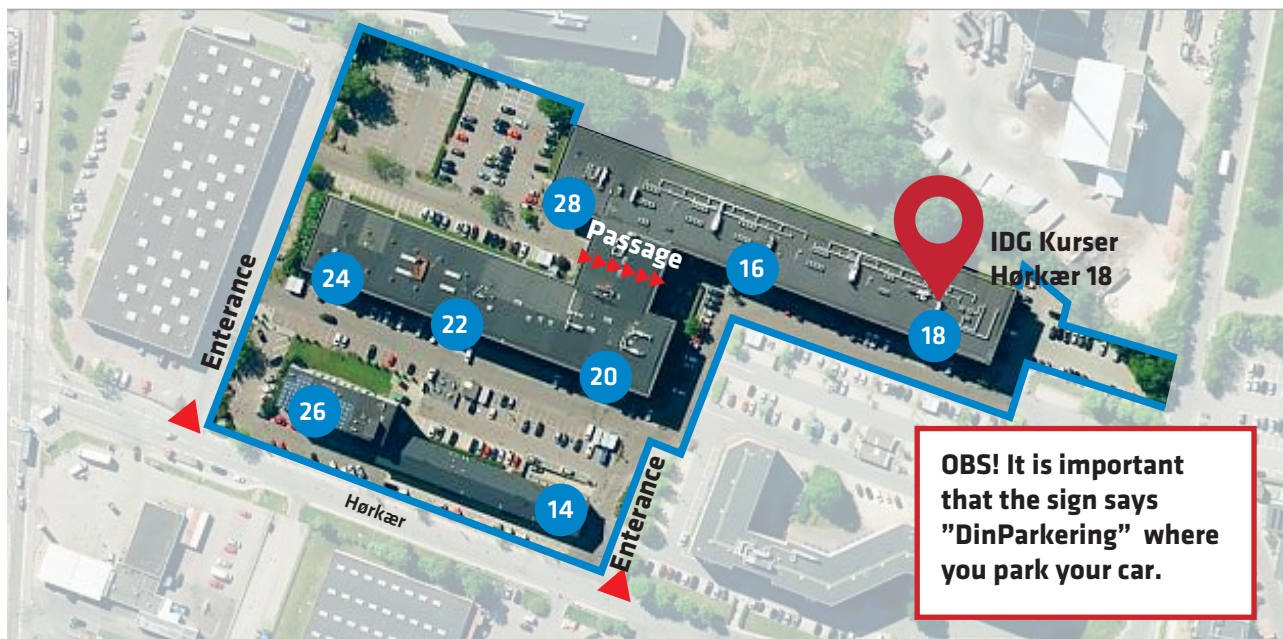 28
Passage
16
IDG Kurser
Hørkær 18
24
22
18
Enterance
20
26
Hørkær
14
Enterance
OBS! It is important
that the sign says
”DinParkering” where
you park your car.